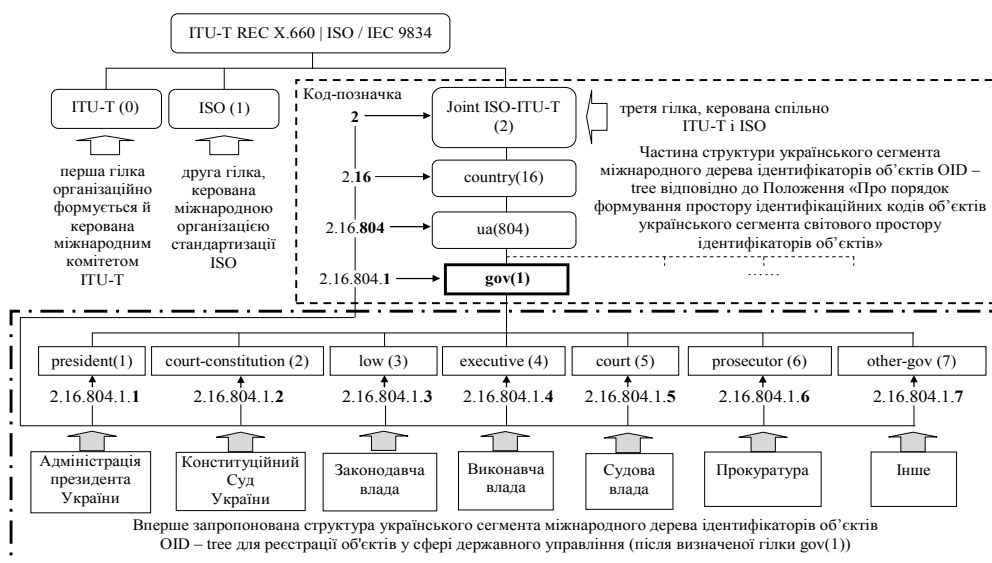 ITU-T REC X.660 | ISO / IEC 9834
ITU-T (0)
ISO (1)
Код-позначка
Joint ISO-ITU-T
(2)
2
третя гілка, керована спільно
ITU-T і ISO
перша гілка
організаційно
формується й
керована
міжнародним
комітетом
ITU-T
друга гілка,
керована
міжнародною
організацією
стандартизації
ISO
2.16
country(16)
2.16.804
ua(804)
2.16.804.1
gov(1)
Частина структури українського сегмента
міжнародного дерева ідентифікаторів об’єктів OID –
tree відповідно до Положення «Про порядок
формування простору ідентифікаційних кодів об’єктів
українського сегмента світового простору
ідентифікаторів об’єктів»
......
president(1)
court-constitution (2)
low (3)
executive (4)
court (5)
prosecutor (6)
other-gov (7)
2.16.804.1.1
2.16.804.1.2
2.16.804.1.3
2.16.804.1.4
2.16.804.1.5
2.16.804.1.6
2.16.804.1.7
Адміністрація
президента
України
Конституційний
Суд
України
Законодавча
влада
Виконавча
влада
Судова
влада
Прокуратура
Інше
Вперше запропонована структура українського сегмента міжнародного дерева ідентифікаторів об’єктів
OID – tree для реєстрації об'єктів у сфері державного управління (після визначеної гілки gov(1))